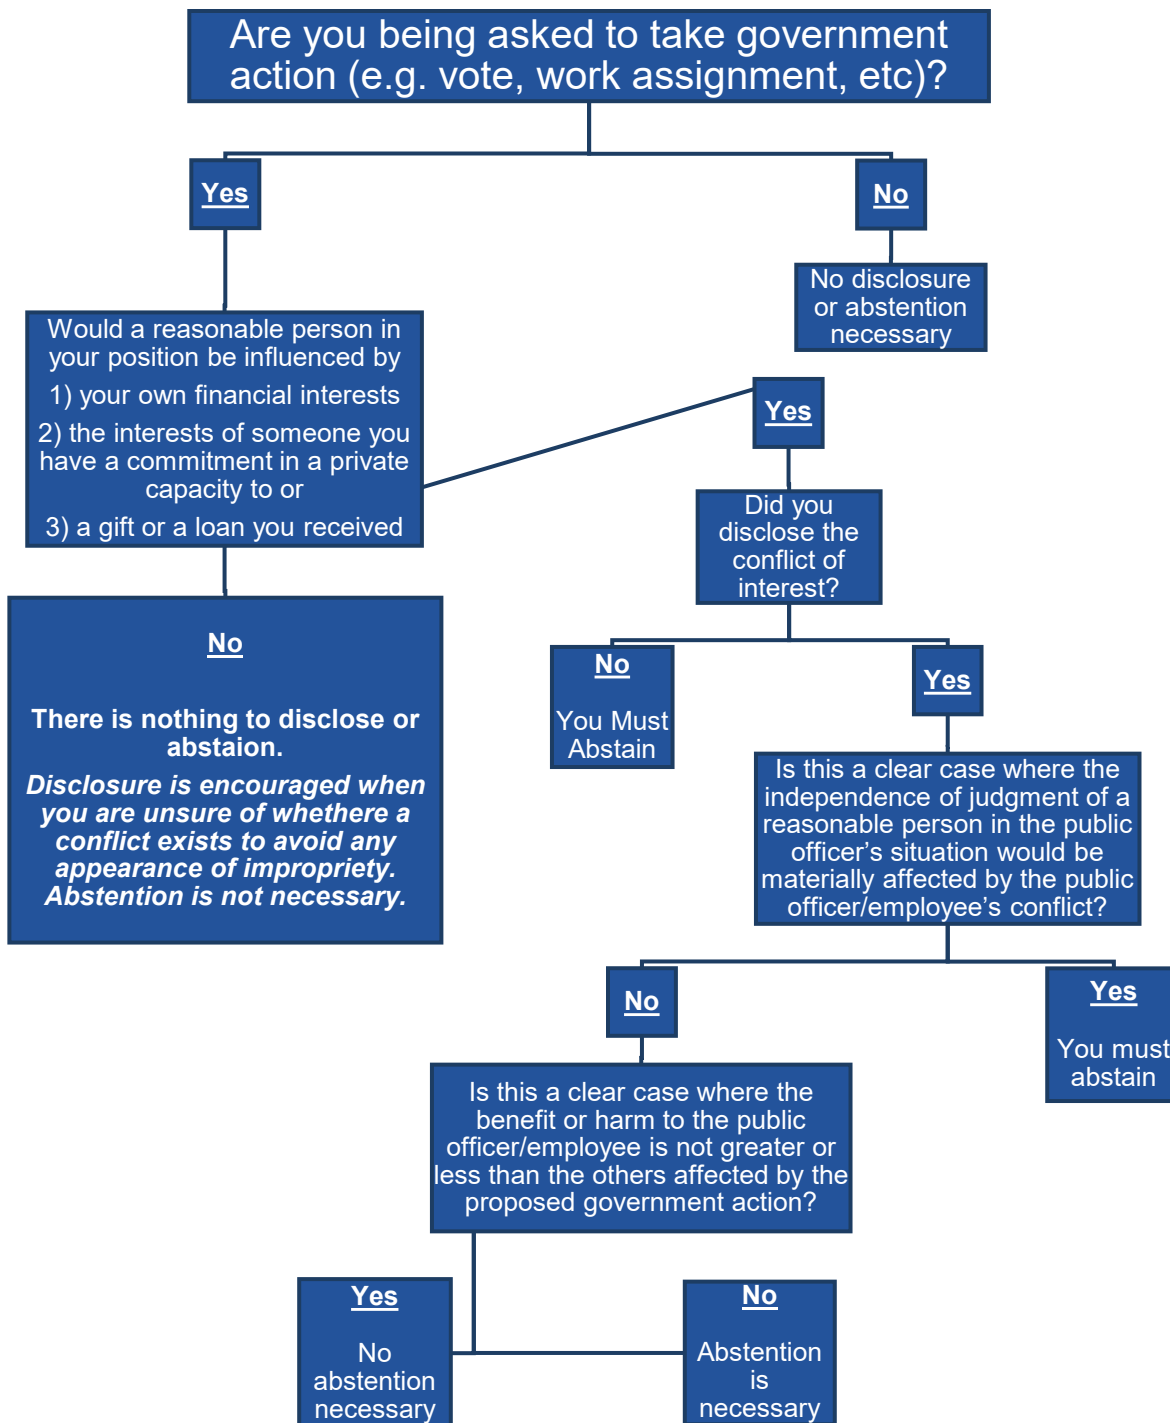 Are you being asked to take government
action (e.g. vote, work assignment, etc)?
Yes
No
No disclosure
or abstention
necessary
Would a reasonable person in
your position be influenced by
1) your own financial interests
2) the interests of someone you
have a commitment in a private
capacity to or
3) a gift or a loan you received
No
There is nothing to disclose or
abstaion.
Disclosure is encouraged when
you are unsure of whethere a
conflict exists to avoid any
appearance of impropriety.
Abstention is not necessary.
Yes
Did you
disclose the
conflict of
interest?
No
You Must
Abstain
Yes
Is this a clear case where the
independence of judgment of a
reasonable person in the public
officer’s situation would be
materially affected by the public
officer/employee’s conflict?
No
Is this a clear case where the
benefit or harm to the public
officer/employee is not greater or
less than the others affected by the
proposed government action?
Yes
No
abstention
necessary
No
Abstention
is
necessary
Yes
You must
abstain